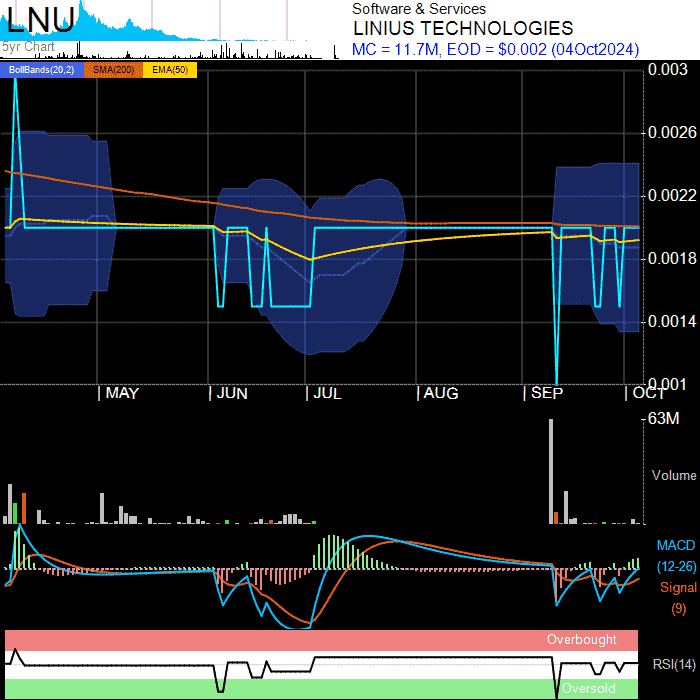 LNU
5yr Chart
Software & Services
LINIUS TECHNOLOGIES
MC = 11.7M, EOD = $0.002 (04Oct2024)
BollBands(20,2) SMA(200) EMA(50)
0.003
0.0026
0.0022
0.0018
0.0014
0.001
MAY JUN JUL AUG SEP OCT
63M
Volume
MACD
(12-26)
Signal
(9)
Overbought
RSI(14)
Oversold